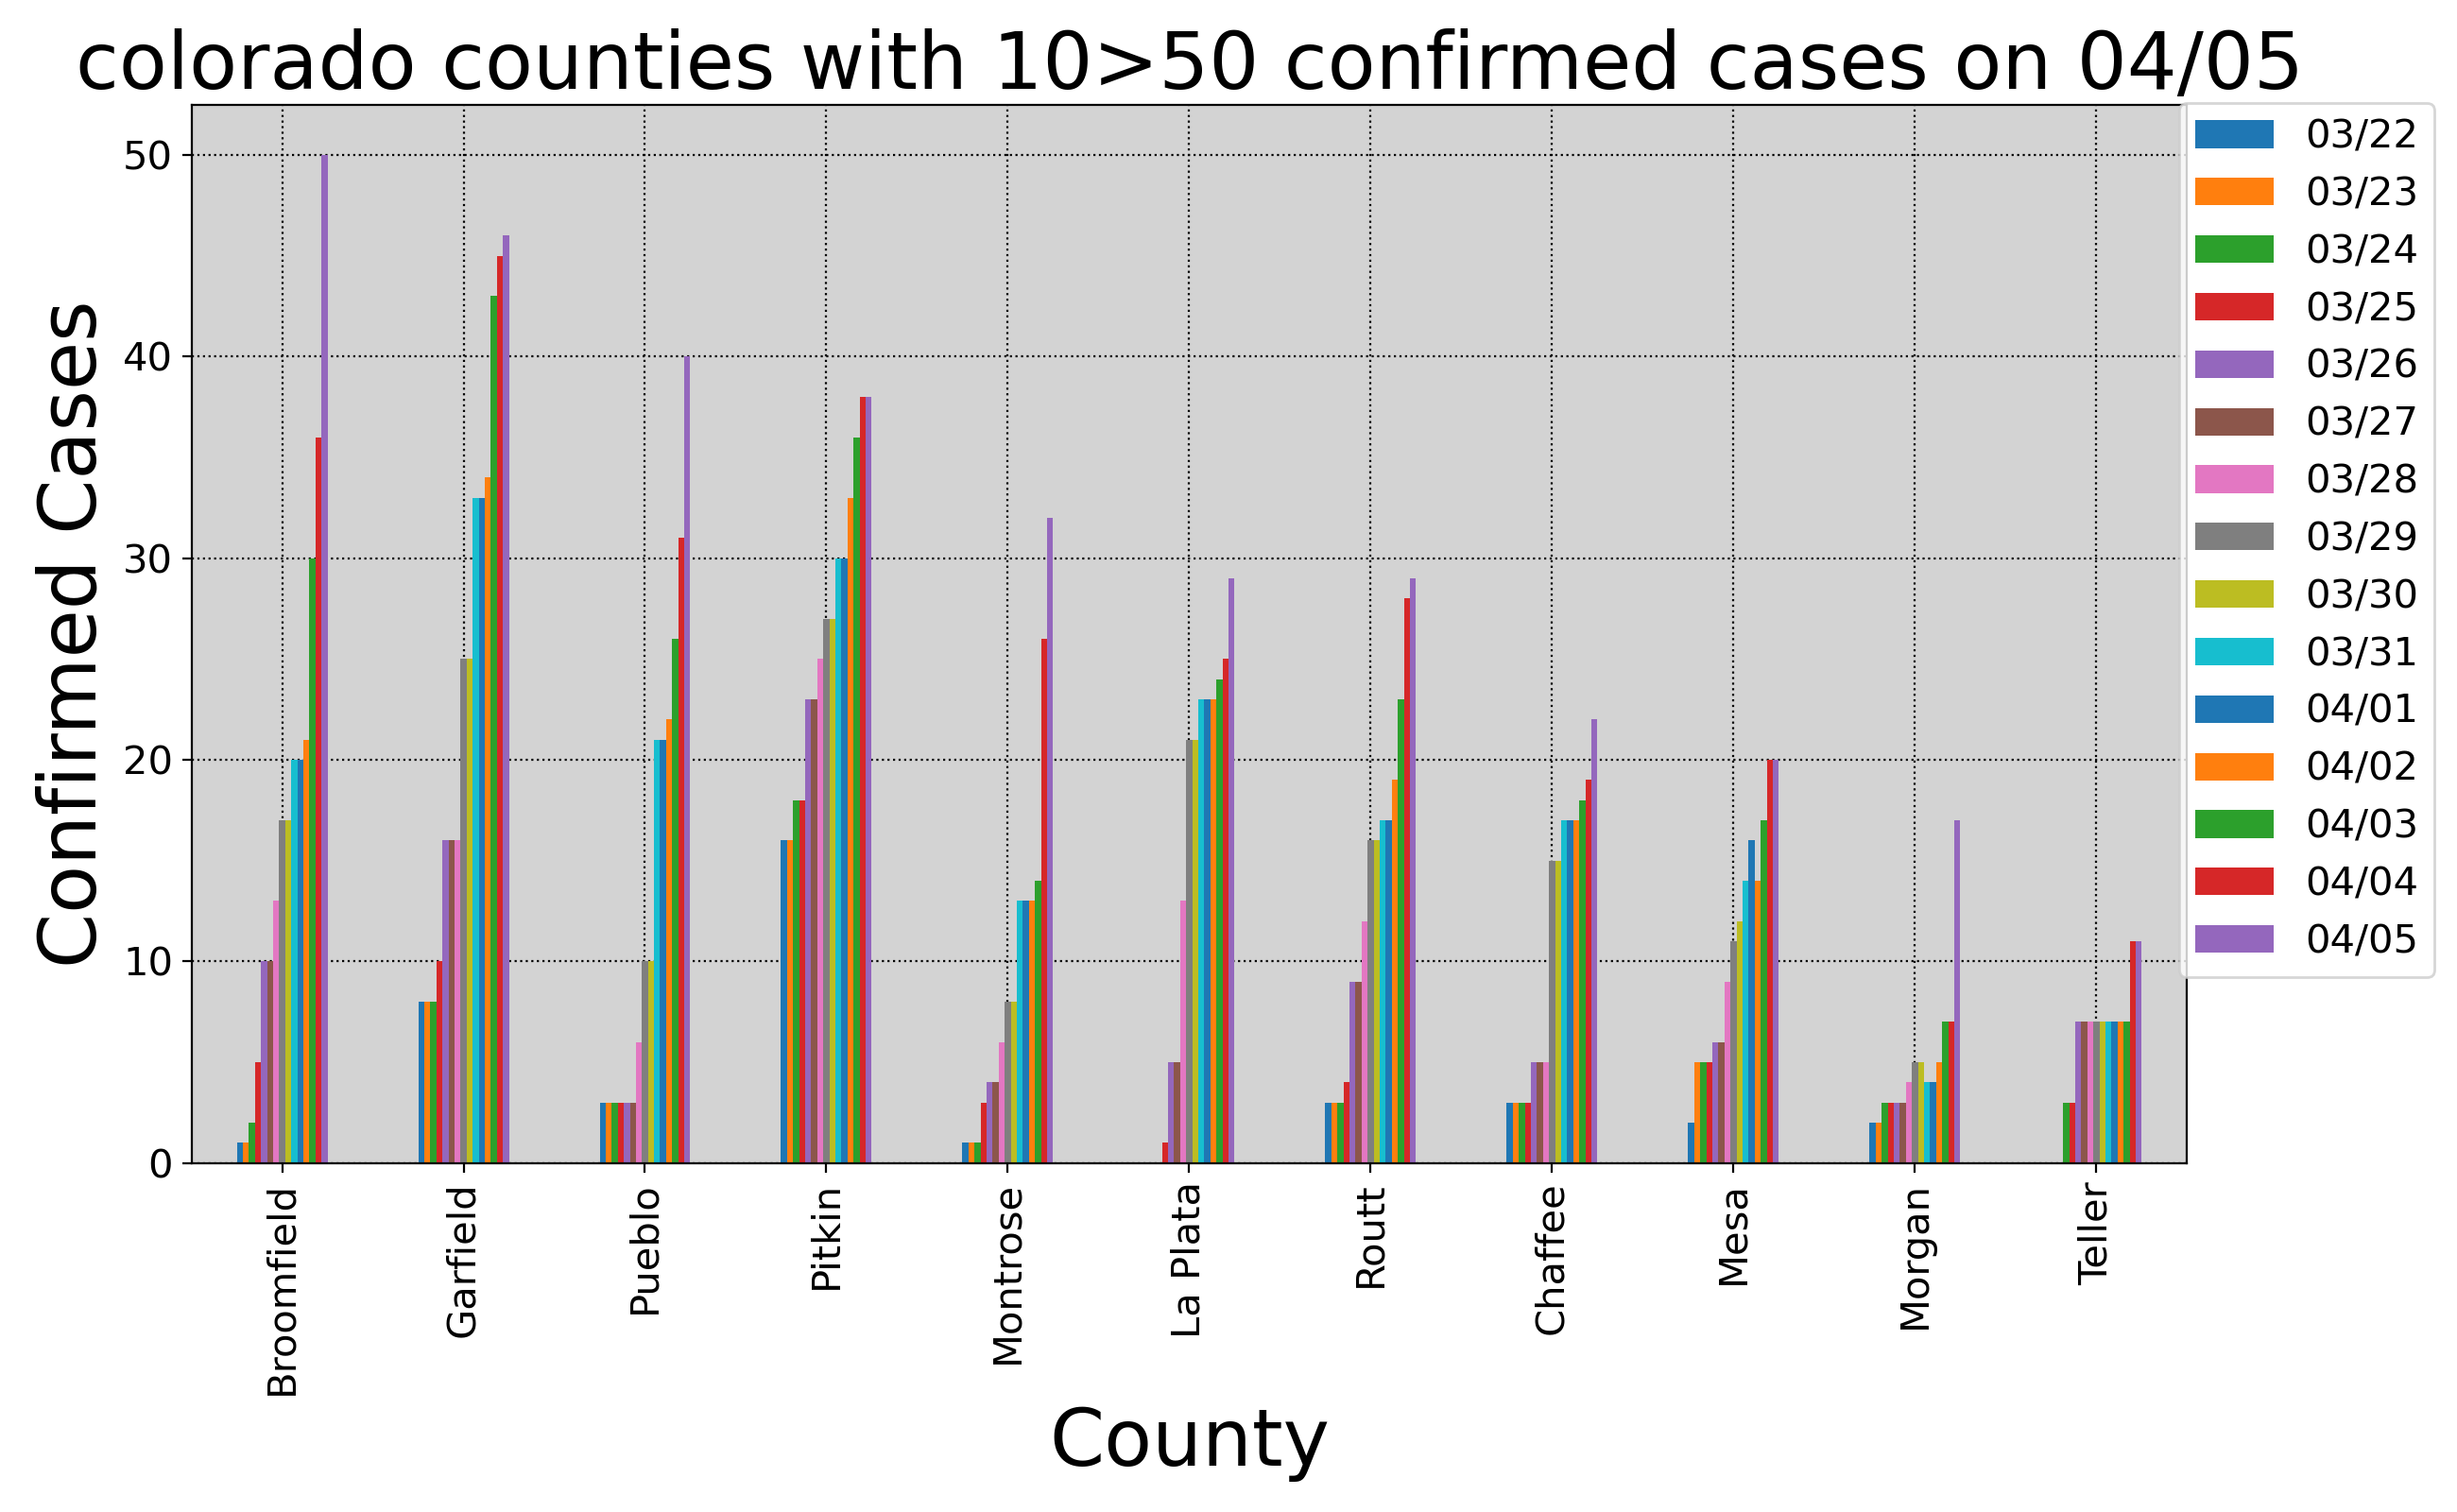 colorado counties with 10>50 confirmed cases on 04/05
Confirmed Cases
50
40
30
20
10
0
Broomfield
Garfield
Pueblo
Pitkin
Montrose
La Plata
Routt
Chaffee
Mesa
Morgan
Teller
County
03/22
03/23
03/24
03/25
03/26
03/27
03/28
03/29
03/30
03/31
04/01
04/02
04/03
04/04
04/05